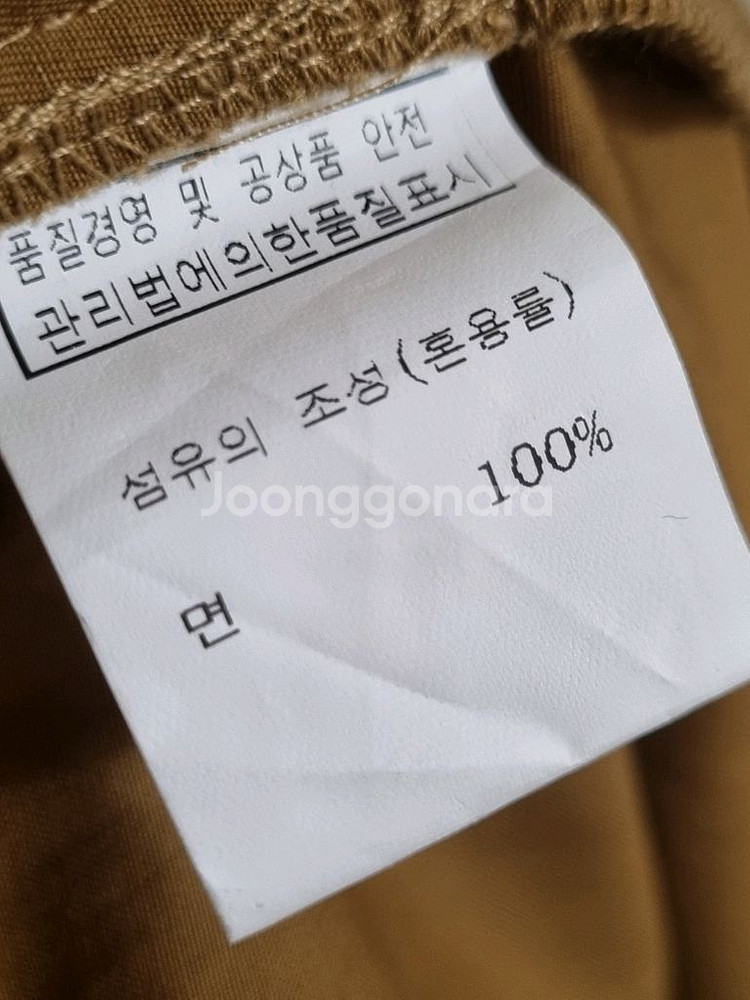 품질경영 및 공상품 안전
관리법에의한품질표시
섬유의 조성(혼용률)
100%
면
Joonggonara